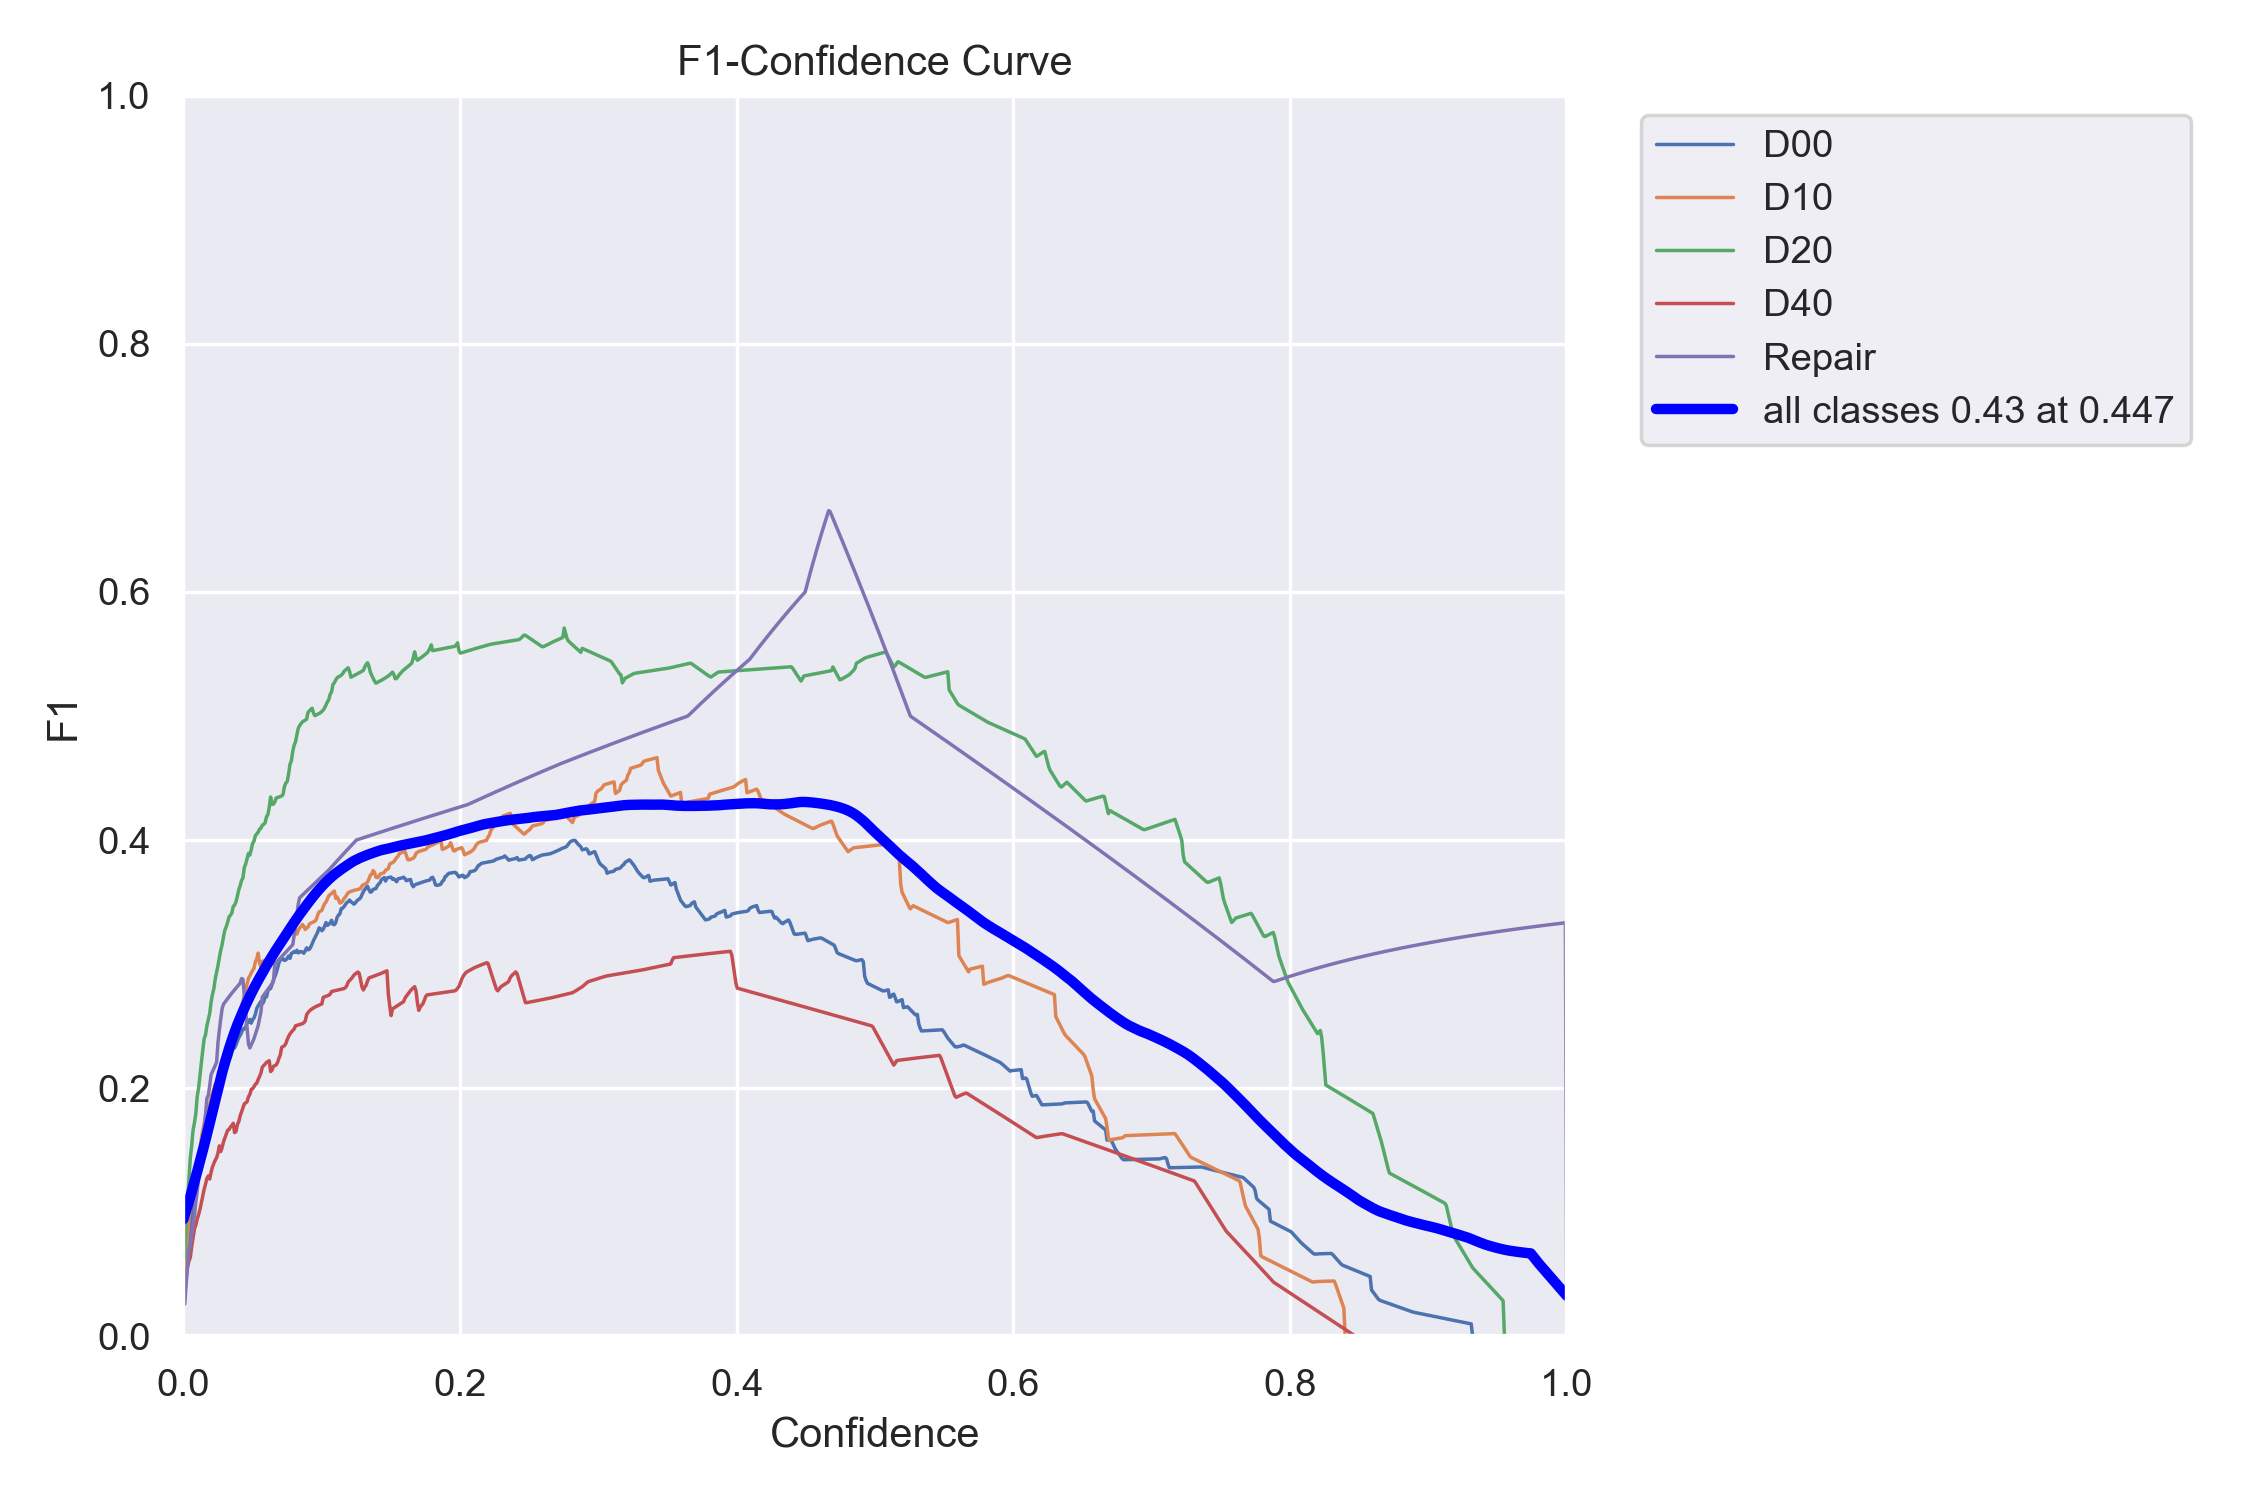 F1-Confidence Curve
1.0
0.8
0.6
0.4
0.2
0.0
F1
0.0 0.2 0.4 0.6 0.8 1.0
Confidence
D00
D10
D20
D40
Repair
all classes 0.43 at 0.447